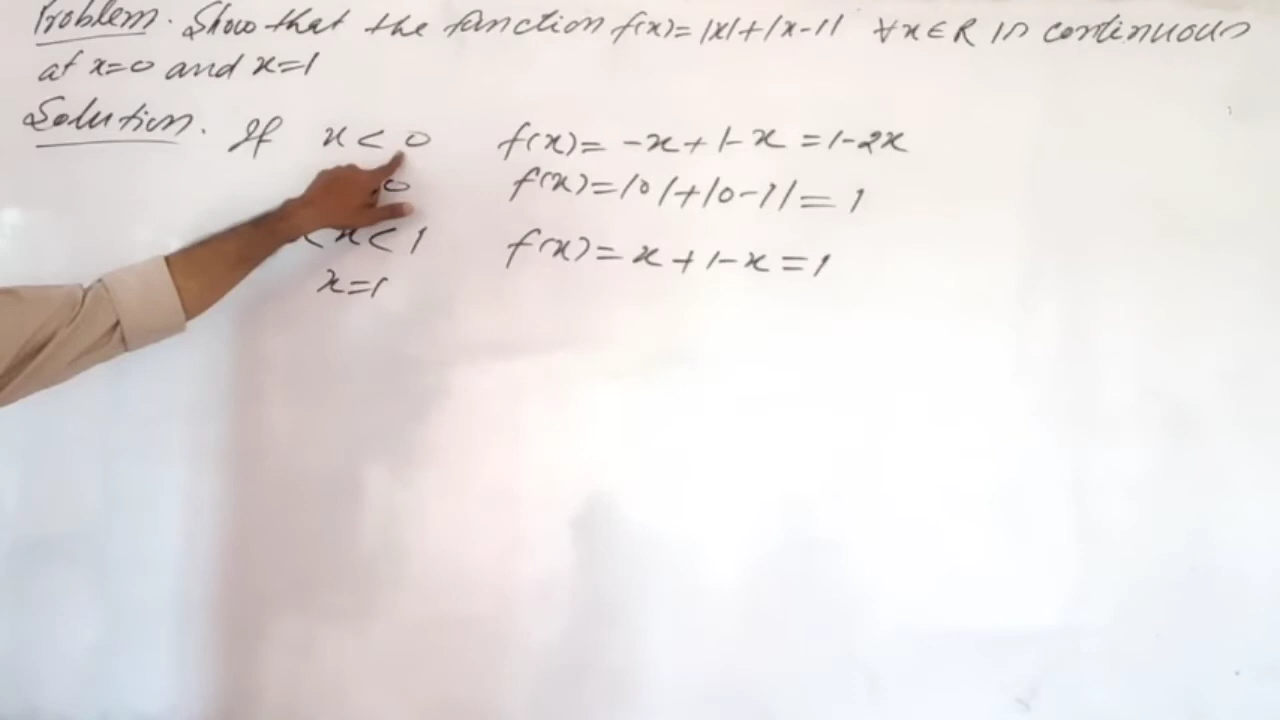 Problem. Show that the function f(x)=|x|+|x-1| ∀x∈R is continuous
at x=0 and x=1
Solution. If x<0 f(x)= -x+1-x =1-2x
0 f(x)=|0|+|0-1|=1
<x<1 f(x)=x+1-x=1
x=1